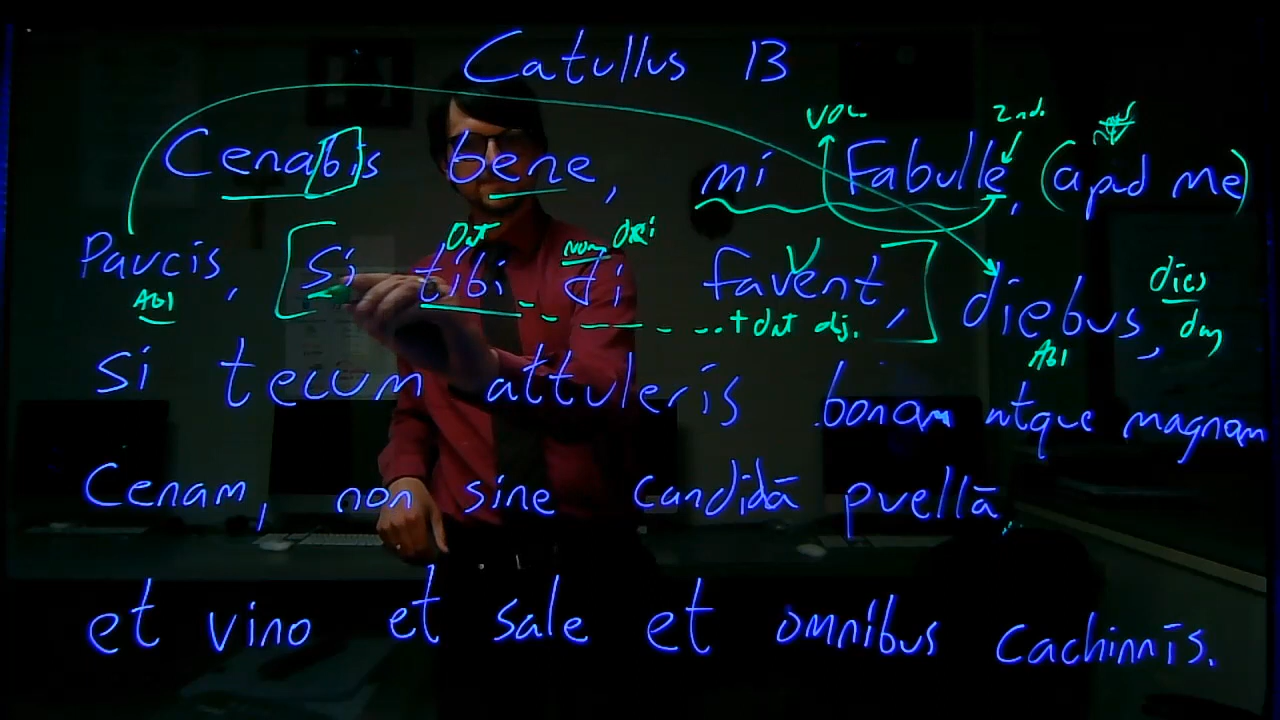 Catullus 13
voc. 2nd.
Cenabis bene, mi Fabulle, (apud me)
Dat nom V
Paucis, [si tibi di favent,] diebus, dies
Abl + dat obj. Abl day
si tecum attuleris bonam atque magnam
Cenam, non sine candidā puellā,
et vino et sale et omnibus cachinnis.